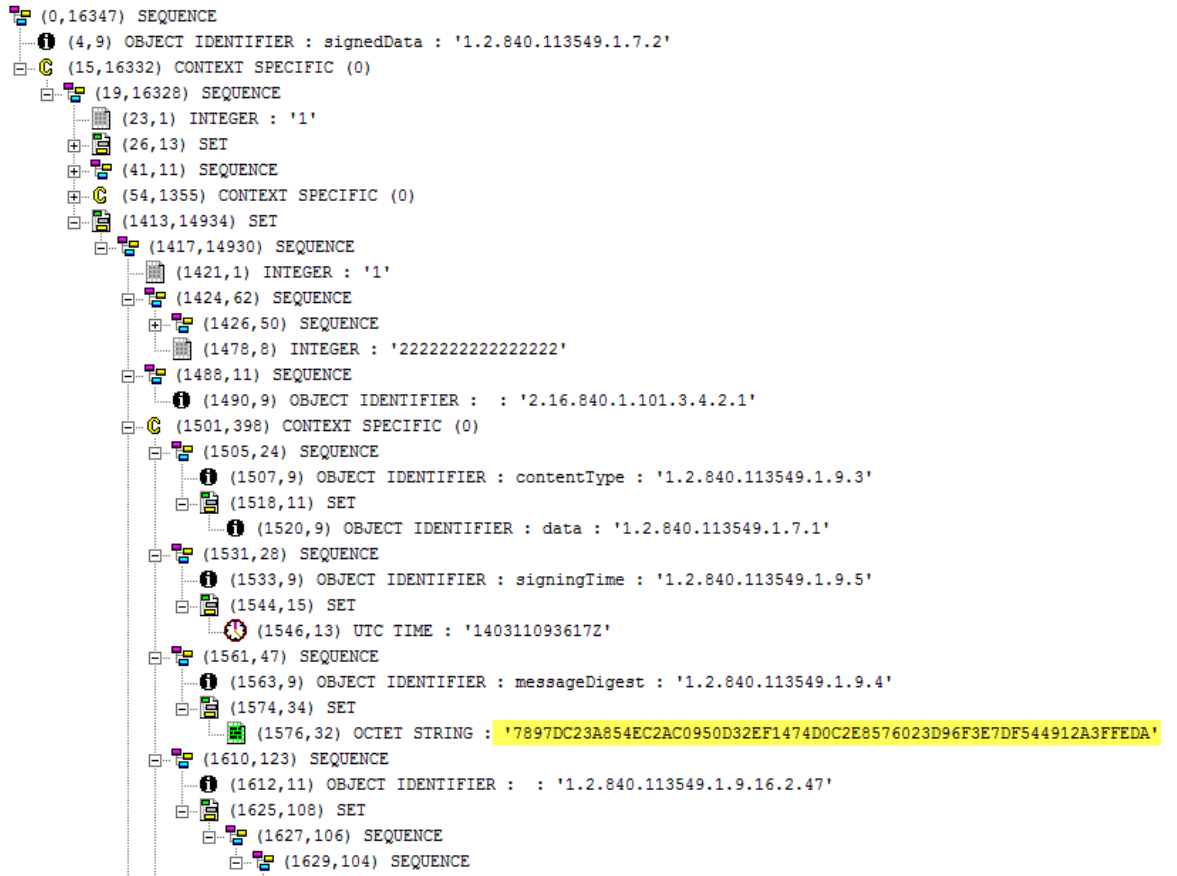 (0,16347) SEQUENCE
(4,9) OBJECT IDENTIFIER : signedData : '1.2.840.113549.1.7.2'
(15,16332) CONTEXT SPECIFIC (0)
(19,16328) SEQUENCE
(23,1) INTEGER : '1'
(26,13) SET
(41,11) SEQUENCE
(54,1355) CONTEXT SPECIFIC (0)
(1413,14934) SET
(1417,14930) SEQUENCE
(1421,1) INTEGER : '1'
(1424,62) SEQUENCE
(1426,50) SEQUENCE
(1478,8) INTEGER : '2222222222222222'
(1488,11) SEQUENCE
(1490,9) OBJECT IDENTIFIER :  : '2.16.840.1.101.3.4.2.1'
(1501,398) CONTEXT SPECIFIC (0)
(1505,24) SEQUENCE
(1507,9) OBJECT IDENTIFIER : contentType : '1.2.840.113549.1.9.3'
(1518,11) SET
(1520,9) OBJECT IDENTIFIER : data : '1.2.840.113549.1.7.1'
(1531,28) SEQUENCE
(1533,9) OBJECT IDENTIFIER : signingTime : '1.2.840.113549.1.9.5'
(1544,15) SET
(1546,13) UTC TIME : '140311093617Z'
(1561,47) SEQUENCE
(1563,9) OBJECT IDENTIFIER : messageDigest : '1.2.840.113549.1.9.4'
(1574,34) SET
(1576,32) OCTET STRING : '7897DC23A854EC2AC0950D32EF1474D0C2E8576023D96F3E7DF544912A3FFEDA'
(1610,123) SEQUENCE
(1612,11) OBJECT IDENTIFIER :  : '1.2.840.113549.1.9.16.2.47'
(1625,108) SET
(1627,106) SEQUENCE
(1629,104) SEQUENCE